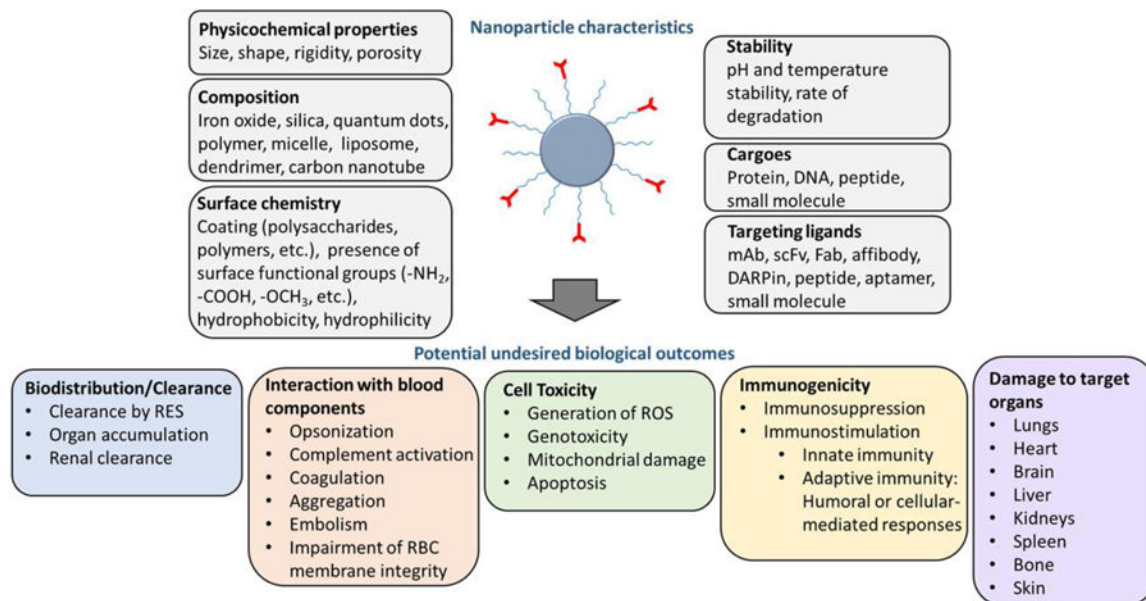 Nanoparticle characteristics
Physicochemical properties
Size, shape, rigidity, porosity
Composition
Iron oxide, silica, quantum dots,
polymer, micelle, liposome,
dendrimer, carbon nanotube
Surface chemistry
Coating (polysaccharides,
polymers, etc.), presence of
surface functional groups (-NH₂,
-COOH, -OCH₃, etc.),
hydrophobicity, hydrophilicity
Stability
pH and temperature
stability, rate of
degradation
Cargoes
Protein, DNA, peptide,
small molecule
Targeting ligands
mAb, scFv, Fab, affibody,
DARPin, peptide, aptamer,
small molecule
Potential undesired biological outcomes
Biodistribution/Clearance
• Clearance by RES
• Organ accumulation
• Renal clearance
Interaction with blood
components
• Opsonization
• Complement activation
• Coagulation
• Aggregation
• Embolism
• Impairment of RBC
membrane integrity
Cell Toxicity
• Generation of ROS
• Genotoxicity
• Mitochondrial damage
• Apoptosis
Immunogenicity
• Immunosuppression
• Immunostimulation
• Innate immunity
• Adaptive immunity:
Humoral or cellular-
mediated responses
Damage to target
organs
• Lungs
• Heart
• Brain
• Liver
• Kidneys
• Spleen
• Bone
• Skin